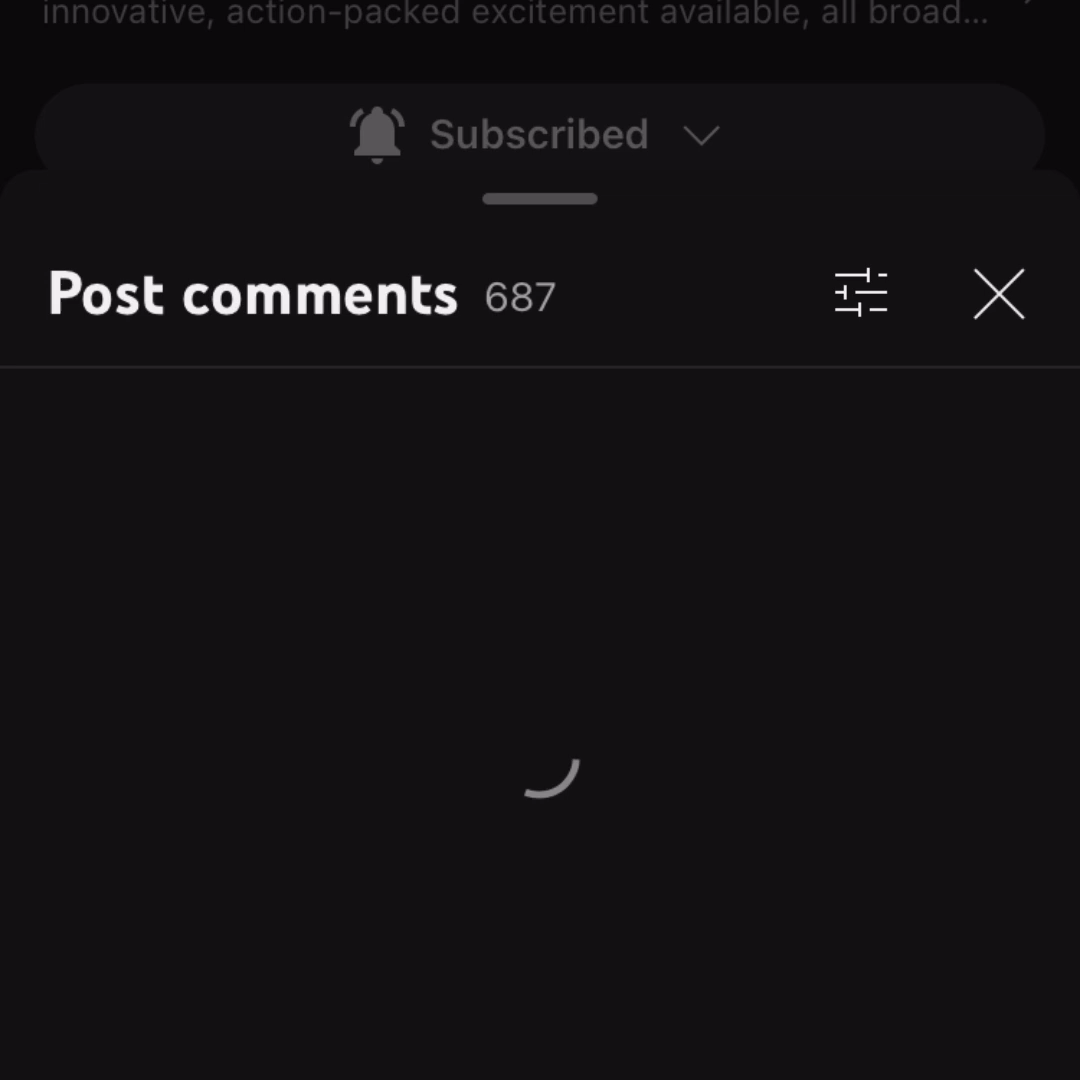 innovative, action-packed excitement available, all broad...
Subscribed
Post comments 687